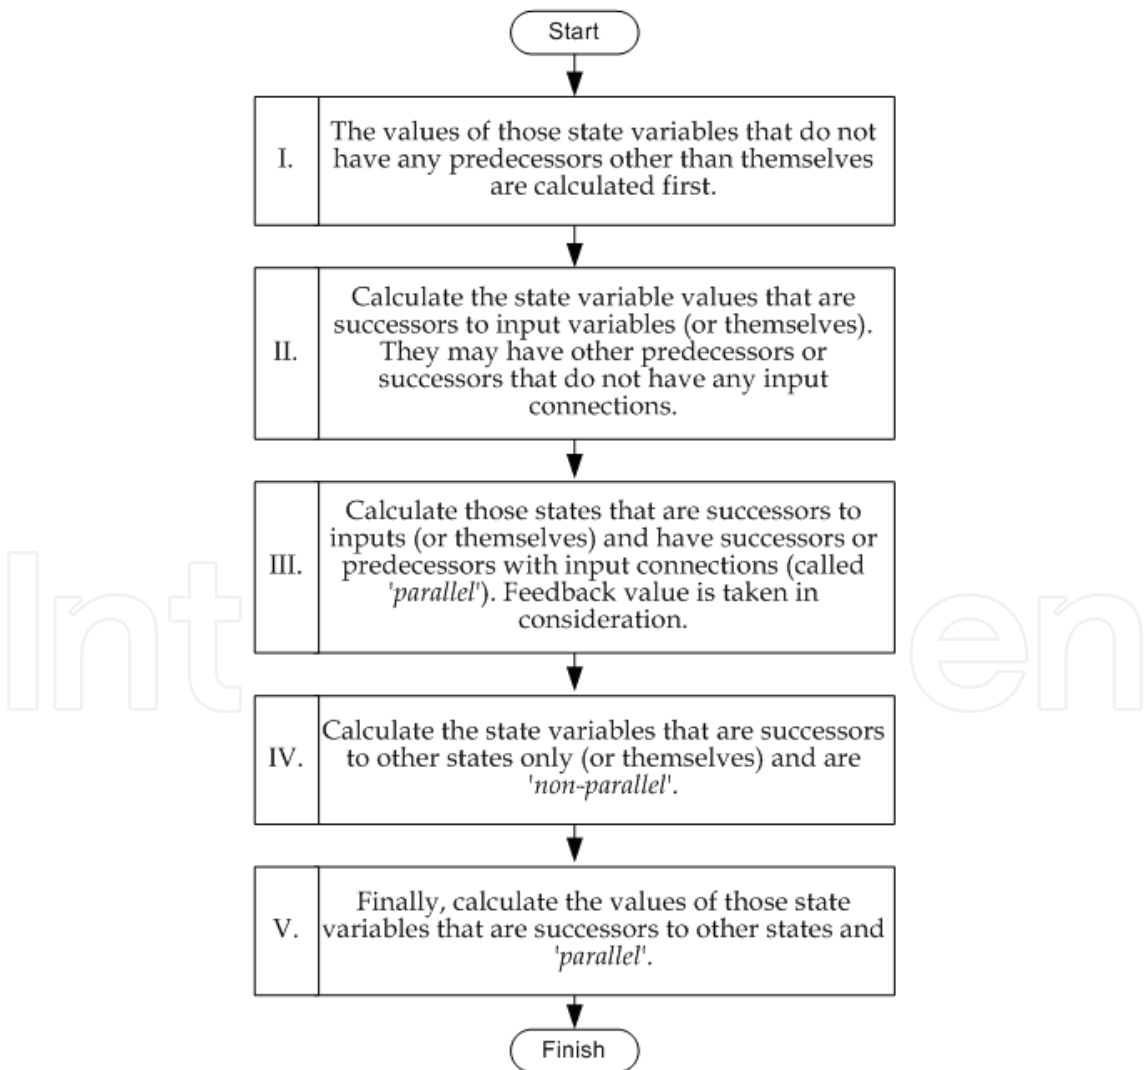 Start
I.
The values of those state variables that do not
have any predecessors other than themselves
are calculated first.
II.
Calculate the state variable values that are
successors to input variables (or themselves).
They may have other predecessors or
successors that do not have any input
connections.
III.
Calculate those states that are successors to
inputs (or themselves) and have successors or
predecessors with input connections (called
'parallel'). Feedback value is taken in
consideration.
IV.
Calculate the state variables that are successors
to other states only (or themselves) and are
'non-parallel'.
V.
Finally, calculate the values of those state
variables that are successors to other states and
'parallel'.
Finish
Int
en